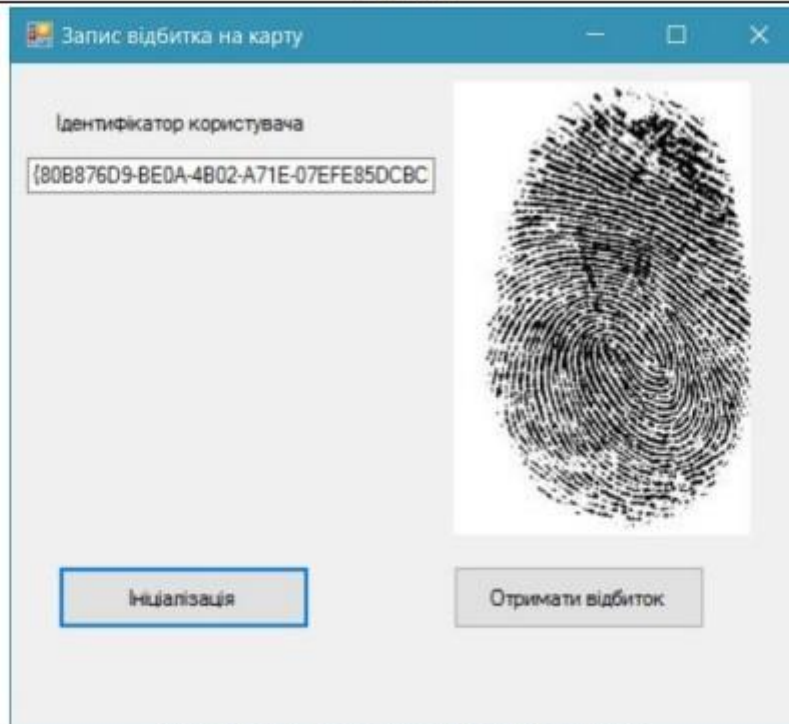 Запис відбитка на карту
Ідентифікатор користувача
{80B876D9-BE0A-4B02-A71E-07EFE85DCBC
Ініціалізація
Отримати відбиток